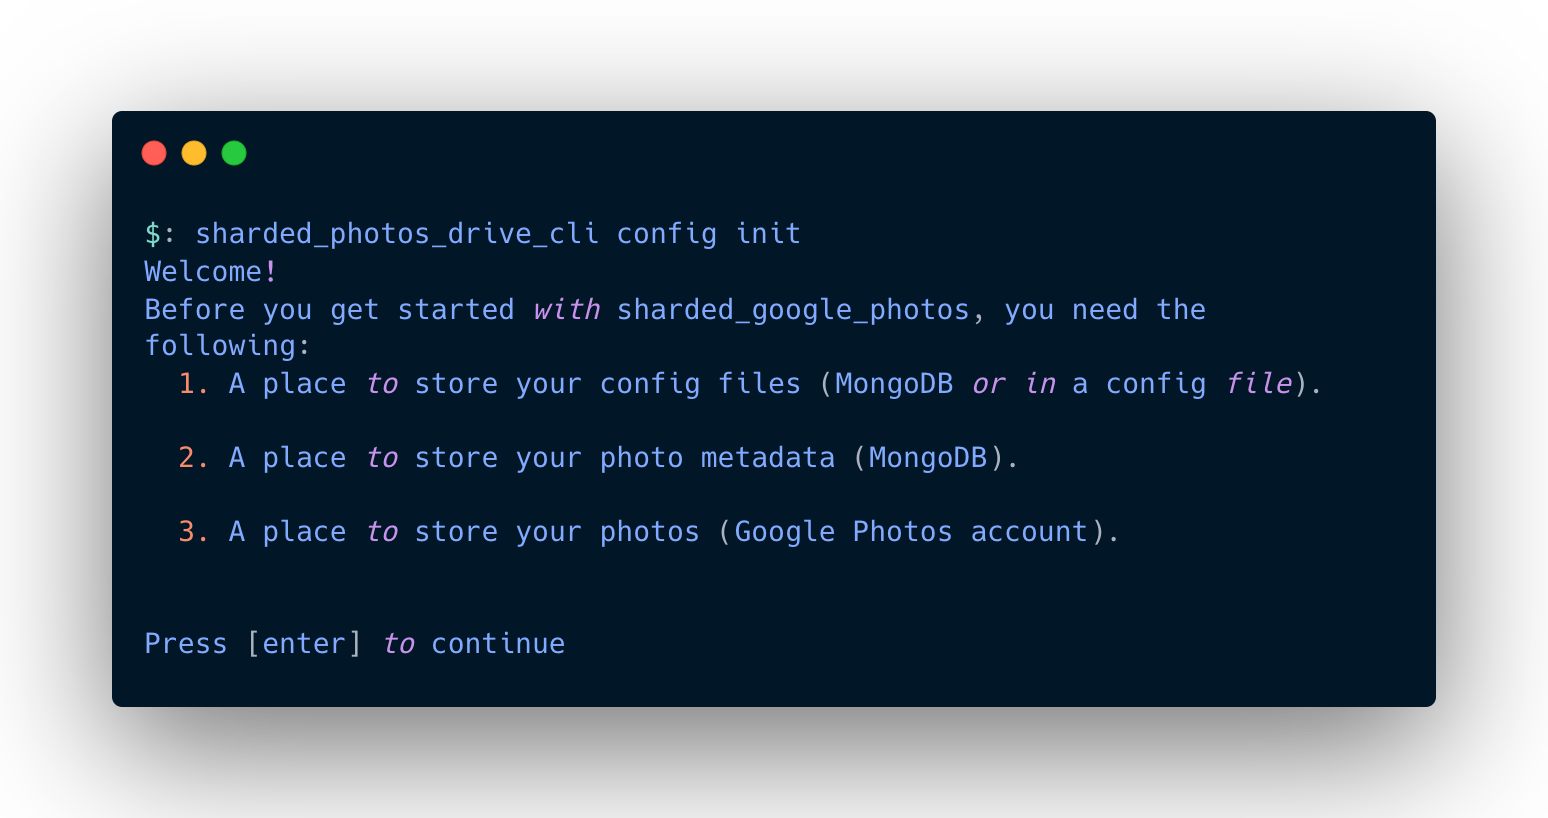 $: sharded_photos_drive_cli config init
Welcome!
Before you get started with sharded_google_photos, you need the
following:
1. A place to store your config files (MongoDB or in a config file).
2. A place to store your photo metadata (MongoDB).
3. A place to store your photos (Google Photos account).
Press [enter] to continue